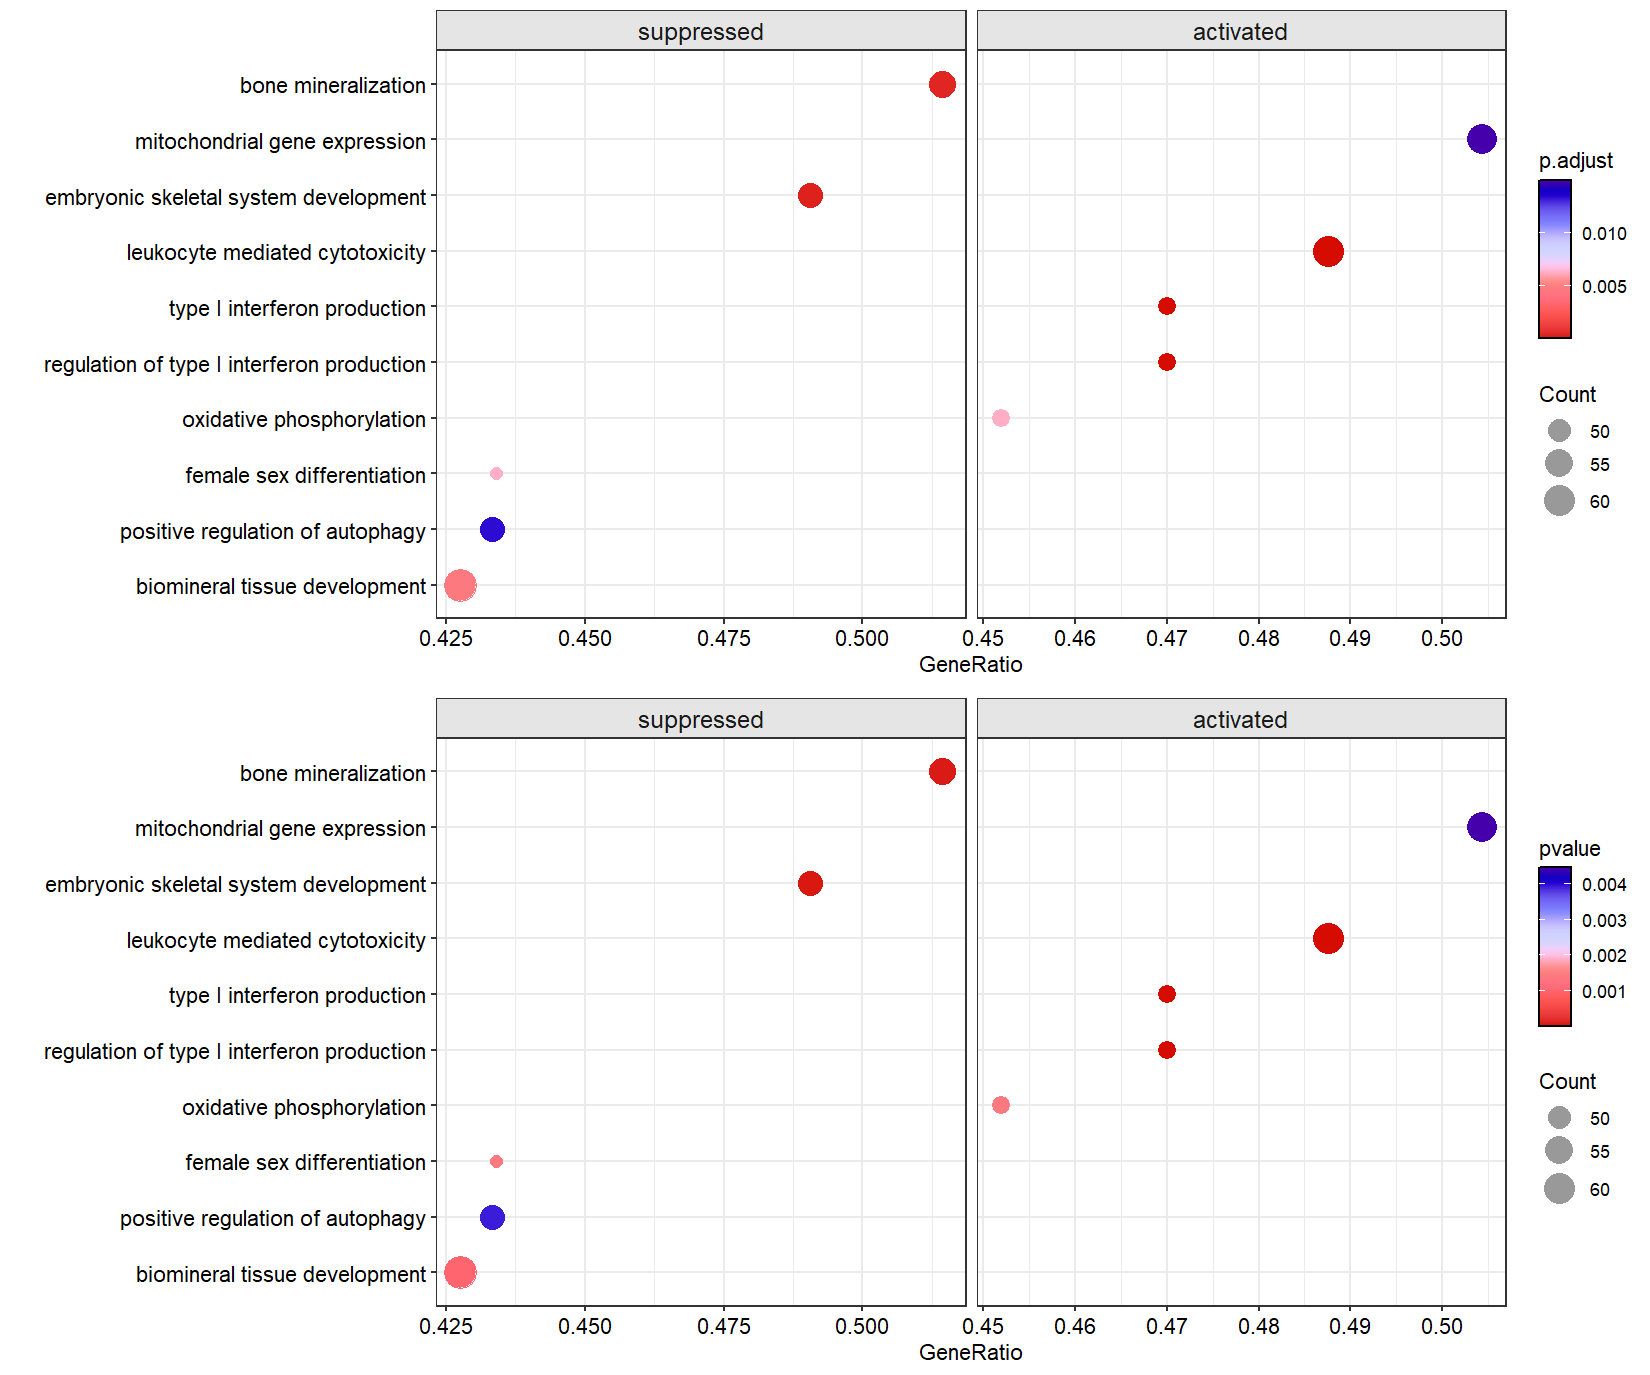 suppressed
activated
bone mineralization
mitochondrial gene expression
embryonic skeletal system development
leukocyte mediated cytotoxicity
type I interferon production
regulation of type I interferon production
oxidative phosphorylation
female sex differentiation
positive regulation of autophagy
biomineral tissue development
0.425 0.450 0.475 0.500
0.45 0.46 0.47 0.48 0.49 0.50
GeneRatio
p.adjust
0.010
0.005
Count
50
55
60
suppressed
activated
bone mineralization
mitochondrial gene expression
embryonic skeletal system development
leukocyte mediated cytotoxicity
type I interferon production
regulation of type I interferon production
oxidative phosphorylation
female sex differentiation
positive regulation of autophagy
biomineral tissue development
0.425 0.450 0.475 0.500
0.45 0.46 0.47 0.48 0.49 0.50
GeneRatio
pvalue
0.004
0.003
0.002
0.001
Count
50
55
60